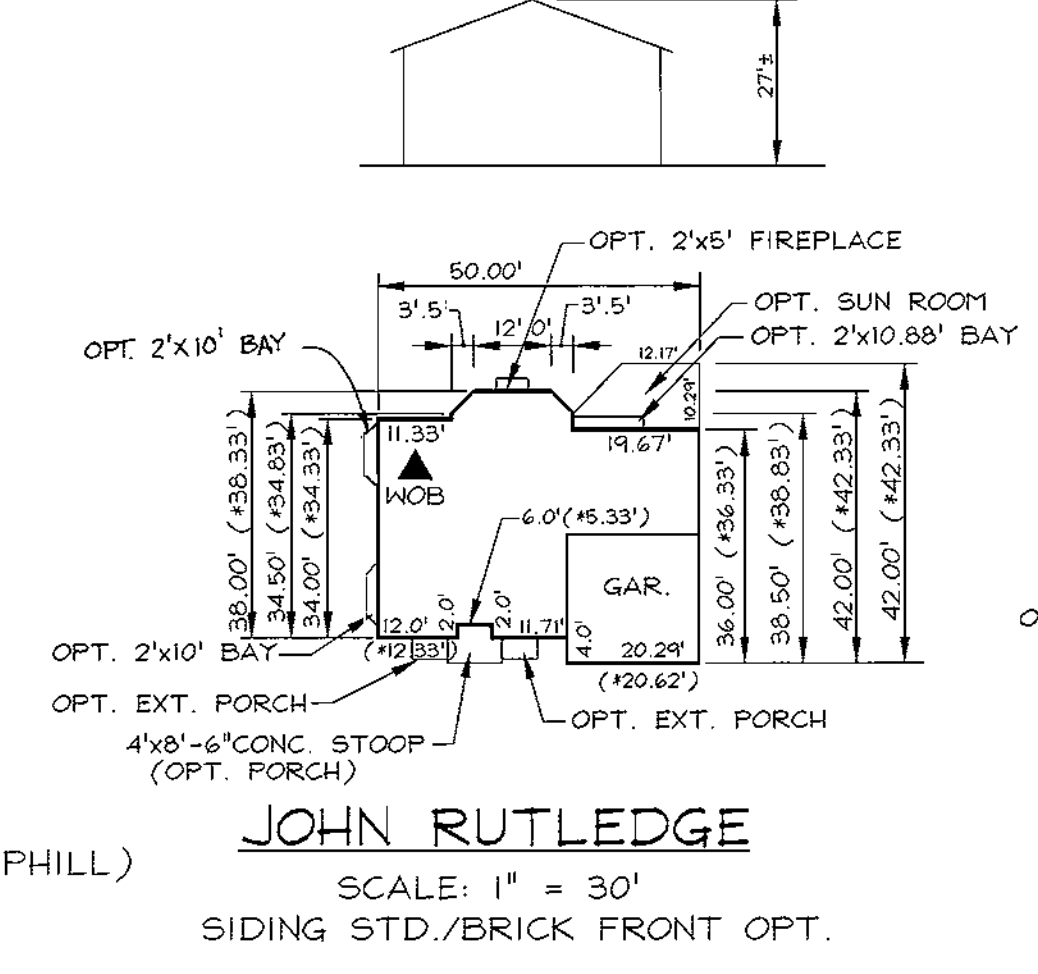 27'±
OPT. 2'x5' FIREPLACE
50.00'
3'.5'
12'.0'
3'.5'
OPT. SUN ROOM
OPT. 2'x10.88' BAY
OPT. 2'x10' BAY
12.17'
10.29'
11.33'
19.67'
WOB
38.00' (*38.33')
34.50' (*34.83')
34.00' (*34.33')
6.0'(*5.33')
36.00' (*36.33')
38.50' (*38.83')
42.00' (*42.33')
42.00' (*42.33')
GAR.
12.0'
2.0'
2.0'
11.71'
4.0'
20.29'
(*12.33')
(*20.62')
OPT. 2'x10' BAY
OPT. EXT. PORCH
OPT. EXT. PORCH
4'x8'-6"CONC. STOOP
(OPT. PORCH)
JOHN RUTLEDGE
PHILL)
SCALE: 1" = 30'
SIDING STD./BRICK FRONT OPT.